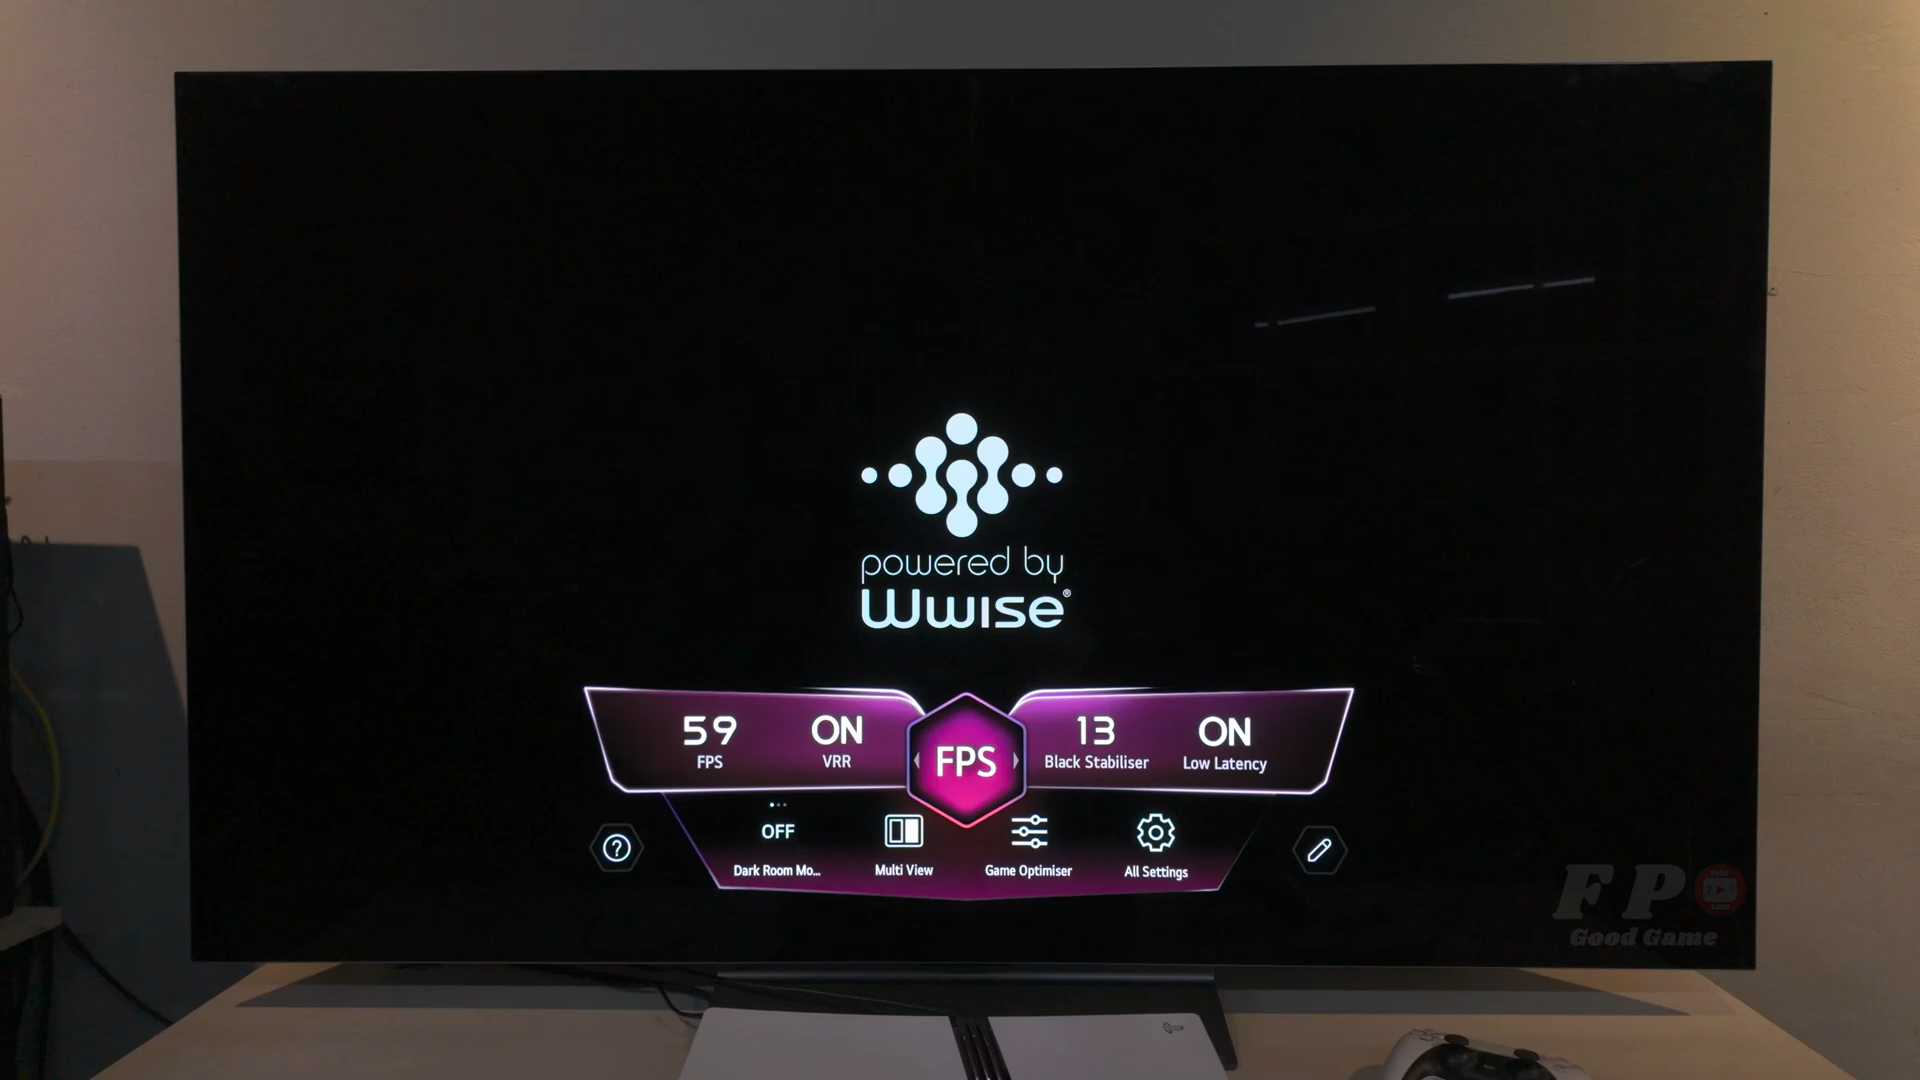 powered by
Wwise®
59 ON FPS 13 ON
FPS VRR Black Stabiliser Low Latency
OFF
Dark Room Mo... Multi View Game Optimiser All Settings
?
F P
Good Game